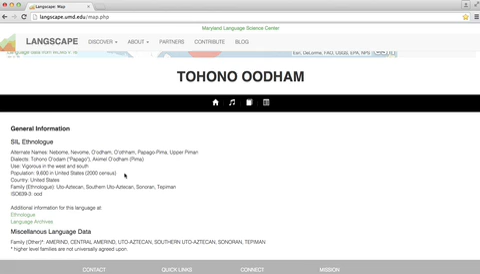 Langscape: Map
langscape.umd.edu/map.php
Maryland Language Science Center
LANGSCAPE DISCOVER ABOUT PARTNERS CONTRIBUTE BLOG
Esri, DeLorme, FAO, USGS, EPA, NPS
TOHONO OODHAM
General Information
SIL Ethnologue
Alternate Names: Nebome, Nevome, O'odham, O'othham, Papago-Pima, Upper Piman
Dialects: Tohono O'odam ("Papago"), Akimel O'odham (Pima)
Use: Vigorous in the west and south
Population: 9,600 in United States (2000 census)
Country: United States
Family (Ethnologue): Uto-Aztecan, Southern Uto-Aztecan, Sonoran, Tepiman
ISO639-3: ood
Additional information for this language at
Ethnologue
Language Archives
Miscellanous Language Data
Family (Other)*: AMERIND, CENTRAL AMERIND, UTO-AZTECAN, SOUTHERN UTO-AZTECAN, SONORAN, TEPIMAN
* higher level families are not universally agreed upon.
CONTACT QUICK LINKS CONNECT MISSION